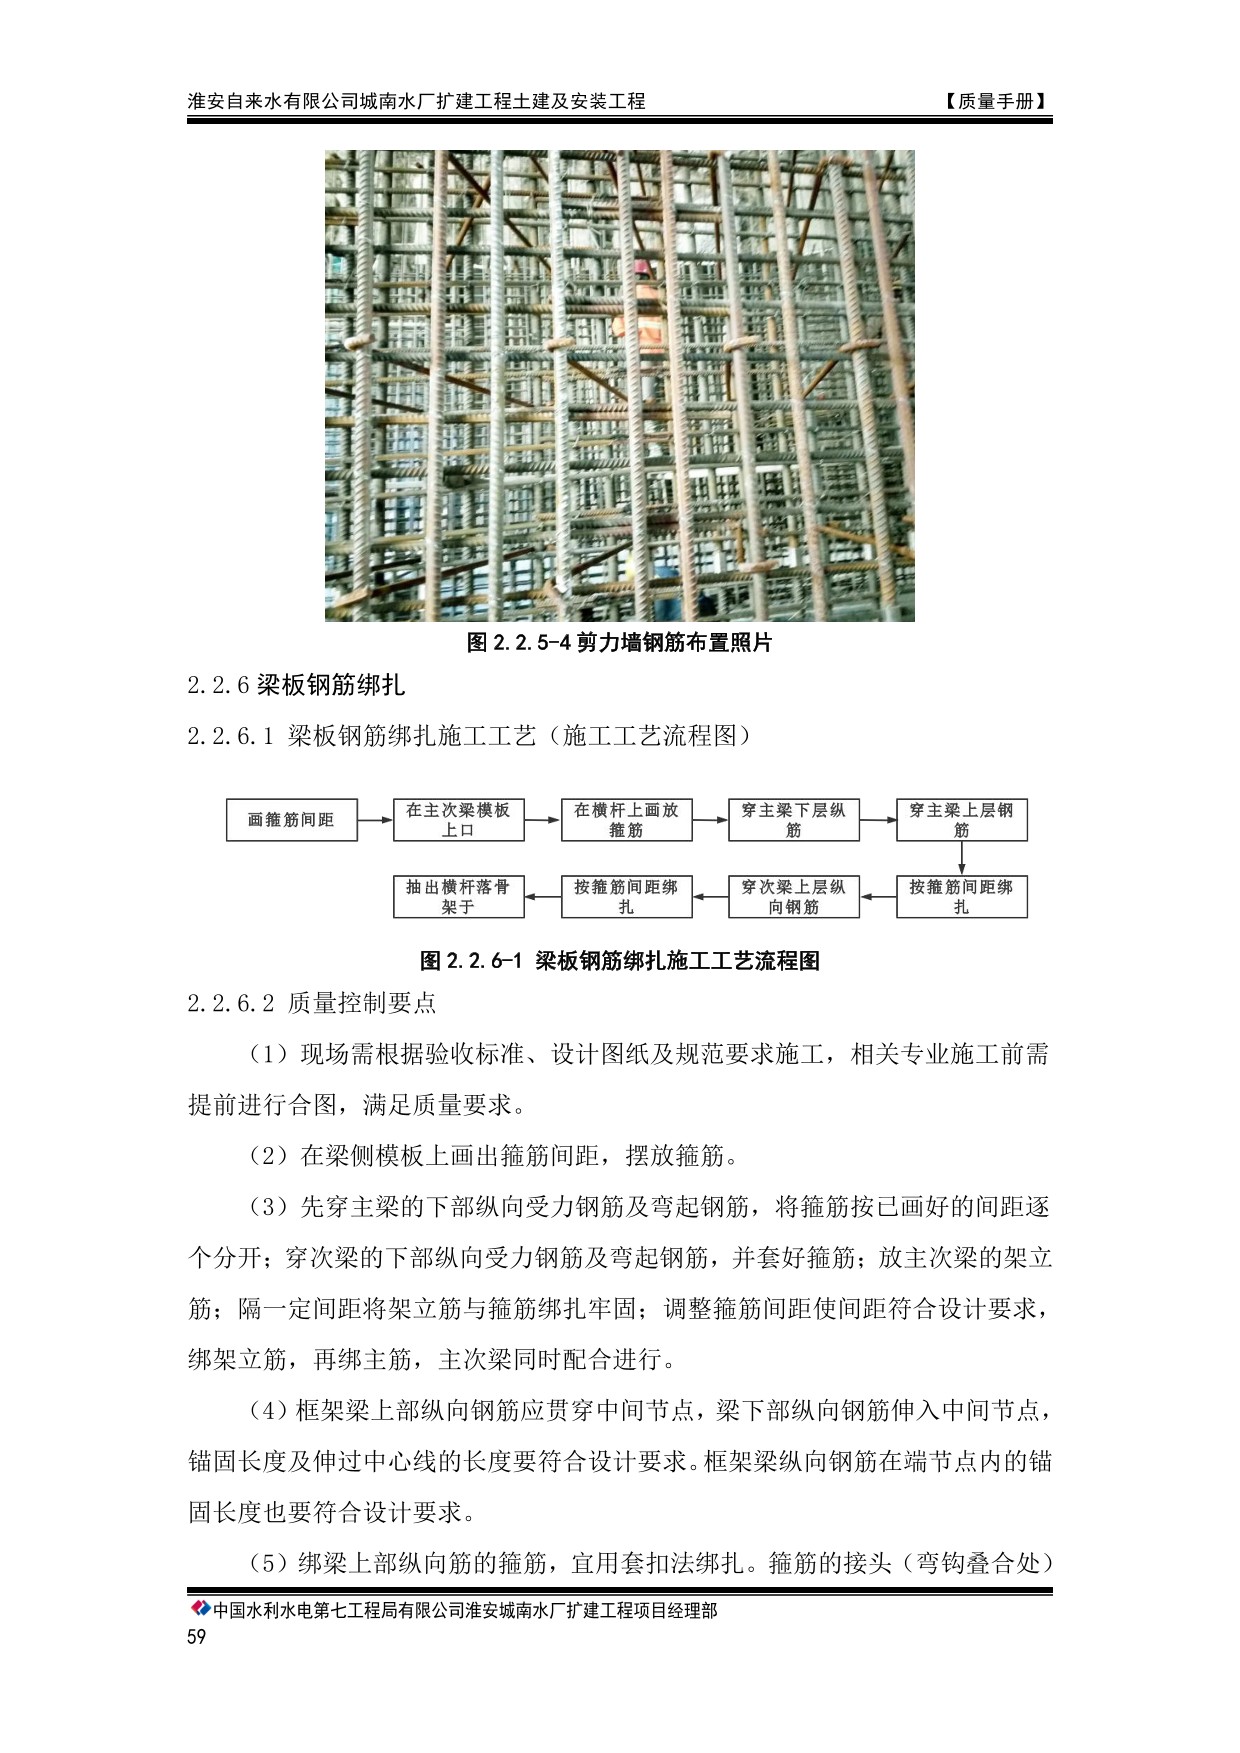 淮安自来水有限公司城南水厂扩建工程土建及安装工程 【质量手册】
图 2.2.5-4 剪力墙钢筋布置照片
2.2.6 梁板钢筋绑扎
2.2.6.1 梁板钢筋绑扎施工工艺（施工工艺流程图）
画箍筋间距
在主次梁模板
上口
在横杆上画放
箍筋
穿主梁下层纵
筋
穿主梁上层钢
筋
按箍筋间距绑
扎
穿次梁上层纵
向钢筋
按箍筋间距绑
扎
抽出横杆落骨
架于
图 2.2.6-1 梁板钢筋绑扎施工工艺流程图
2.2.6.2 质量控制要点
（1）现场需根据验收标准、设计图纸及规范要求施工，相关专业施工前需
提前进行合图，满足质量要求。
（2）在梁侧模板上画出箍筋间距，摆放箍筋。
（3）先穿主梁的下部纵向受力钢筋及弯起钢筋，将箍筋按已画好的间距逐
个分开；穿次梁的下部纵向受力钢筋及弯起钢筋，并套好箍筋；放主次梁的架立
筋；隔一定间距将架立筋与箍筋绑扎牢固；调整箍筋间距使间距符合设计要求，
绑架立筋，再绑主筋，主次梁同时配合进行。
（4）框架梁上部纵向钢筋应贯穿中间节点，梁下部纵向钢筋伸入中间节点，
锚固长度及伸过中心线的长度要符合设计要求。框架梁纵向钢筋在端节点内的锚
固长度也要符合设计要求。
（5）绑梁上部纵向筋的箍筋，宜用套扣法绑扎。箍筋的接头（弯钩叠合处）
中国水利水电第七工程局有限公司淮安城南水厂扩建工程项目经理部
59